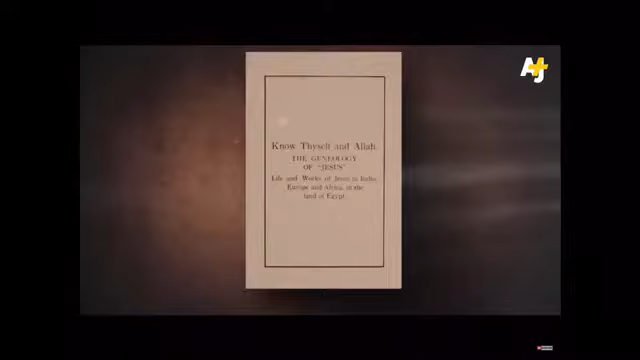 AJ+
Know Thyself and Allah.
THE GENEOLOGY
OF "JESUS"
Life and Works of Jesus in India,
Europe and Africa, in the
land of Egypt.